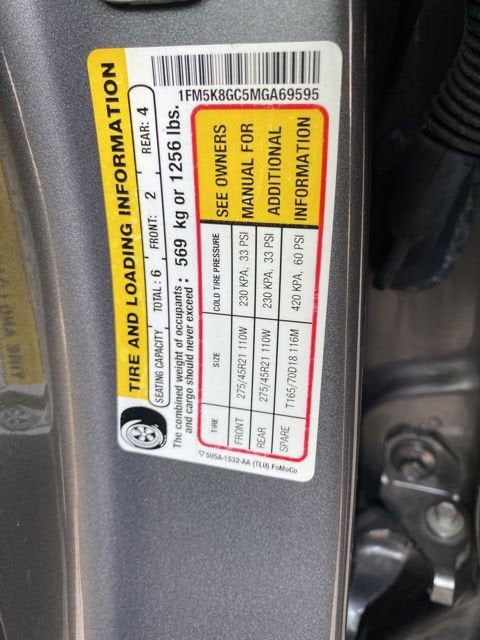 1FM5K8GC5MGA69595
TIRE AND LOADING INFORMATION
SEATING CAPACITY TOTAL: 6 FRONT: 2 REAR: 4
The combined weight of occupants
and cargo should never exceed : 569 kg or 1256 lbs.
TIRE SIZE COLD TIRE PRESSURE
FRONT 275/45R21 110W 230 KPA, 33 PSI
REAR 275/45R21 110W 230 KPA, 33 PSI
SPARE T165/70D18 116M 420 KPA, 60 PSI
SEE OWNERS
MANUAL FOR
ADDITIONAL
INFORMATION
5U5A-1532-AA (TLU) FoMoCo